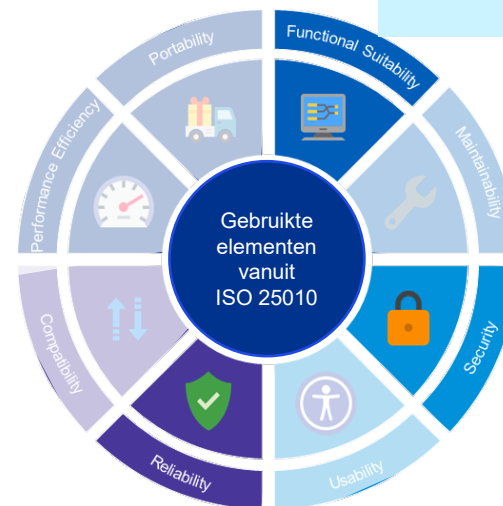 Gebruikte
elementen
vanuit
ISO 25010
Functional Suitability
Maintainability
Security
Usability
Reliability
Compatibility
Performance Efficiency
Portability